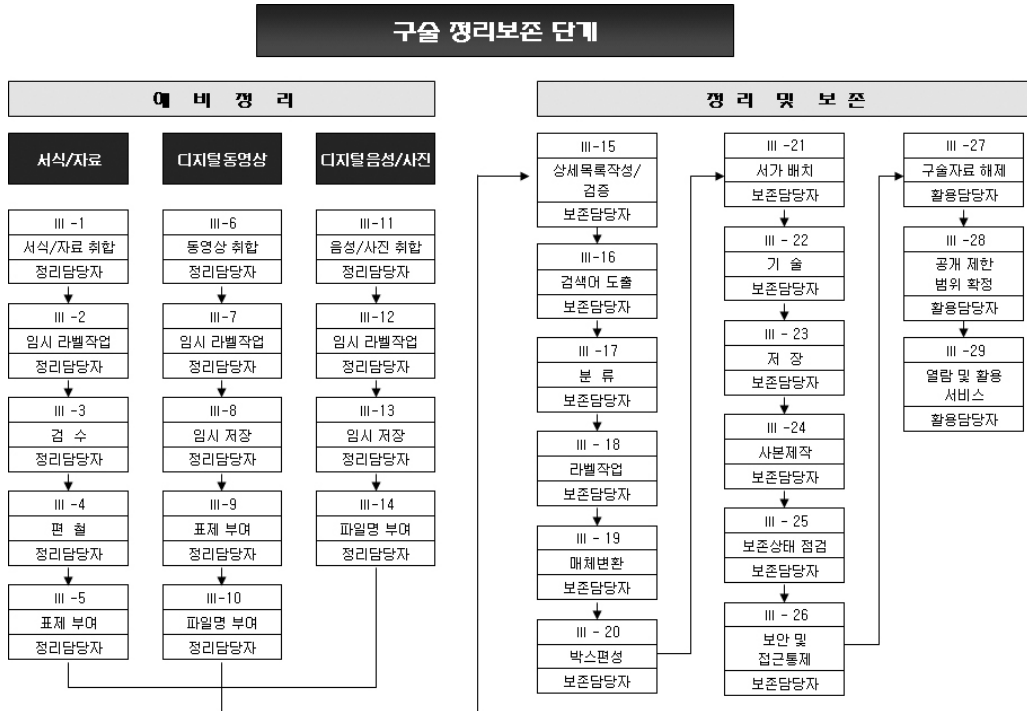 구술 정리보존 단계
예 비 정 리
서식/자료
디지털동영상
디지털음성/사진
III -1
서식/자료 취합
정리담당자
III -2
임시 라벨작업
정리담당자
III -3
검 수
정리담당자
III -4
편 철
정리담당자
III -5
표제 부여
정리담당자
III-6
동영상 취합
정리담당자
III-7
임시 라벨작업
정리담당자
III-8
임시 저장
정리담당자
III-9
표제 부여
정리담당자
III-10
파일명 부여
정리담당자
III-11
음성/사진 취합
정리담당자
III-12
임시 라벨작업
정리담당자
III-13
임시 저장
정리담당자
III-14
파일명 부여
정리담당자
정 리 및 보 존
III-15
상세목록작성/
검증
보존담당자
III-16
검색어 도출
보존담당자
III -17
분 류
보존담당자
III - 18
라벨작업
보존담당자
III - 19
매체변환
보존담당자
III - 20
박스편성
보존담당자
III -21
서가 배치
보존담당자
III - 22
기 술
보존담당자
III - 23
저 장
보존담당자
III -24
사본제작
보존담당자
III - 25
보존상태 점검
보존담당자
III - 26
보안 및
접근통제
보존담당자
III -27
구술자료 해제
활용담당자
III -28
공개 제한
범위 확정
활용담당자
III -29
열람 및 활용
서비스
활용담당자